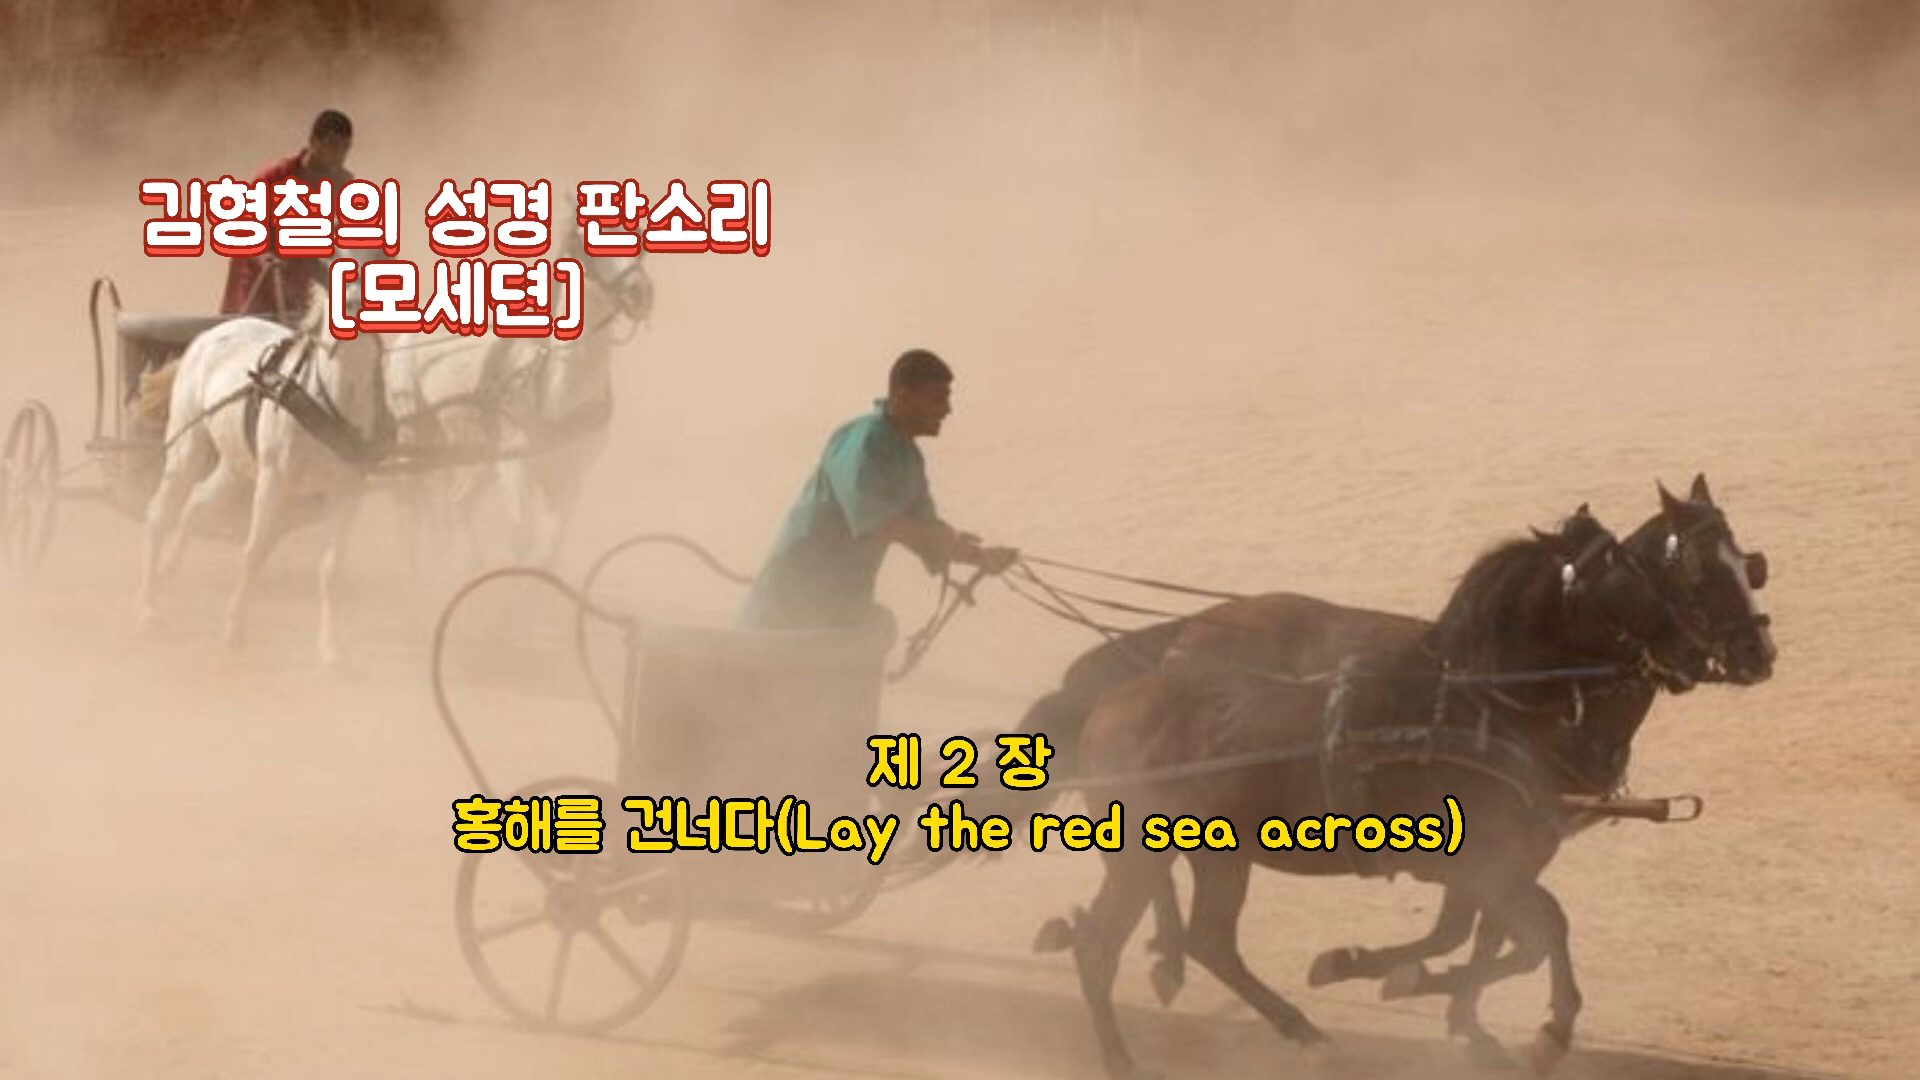 김형철의 성경 판소리
[모세뎐]
제 2 장
홍해를 건너다(Lay the red sea across)